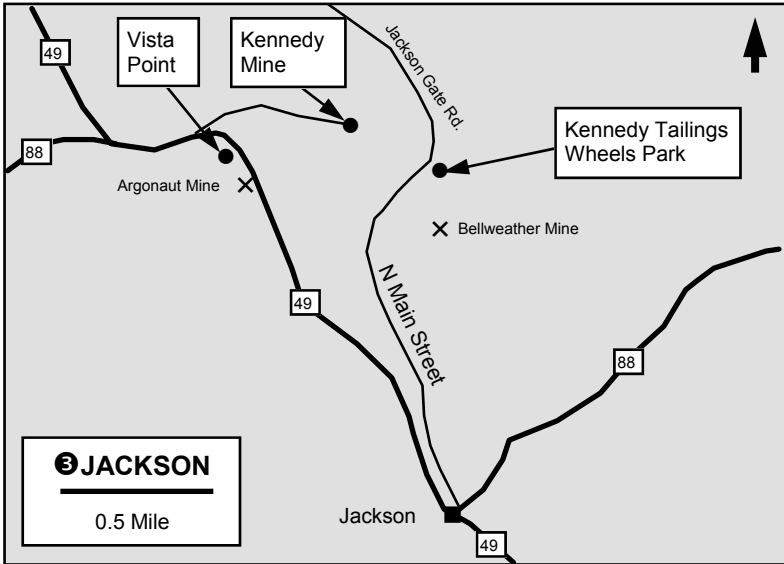 49
Vista
Point
Kennedy
Mine
Jackson Gate Rd.
Kennedy Tailings
Wheels Park
88
Argonaut Mine
Bellweather Mine
49
N Main Street
88
❸JACKSON
0.5 Mile
Jackson
49